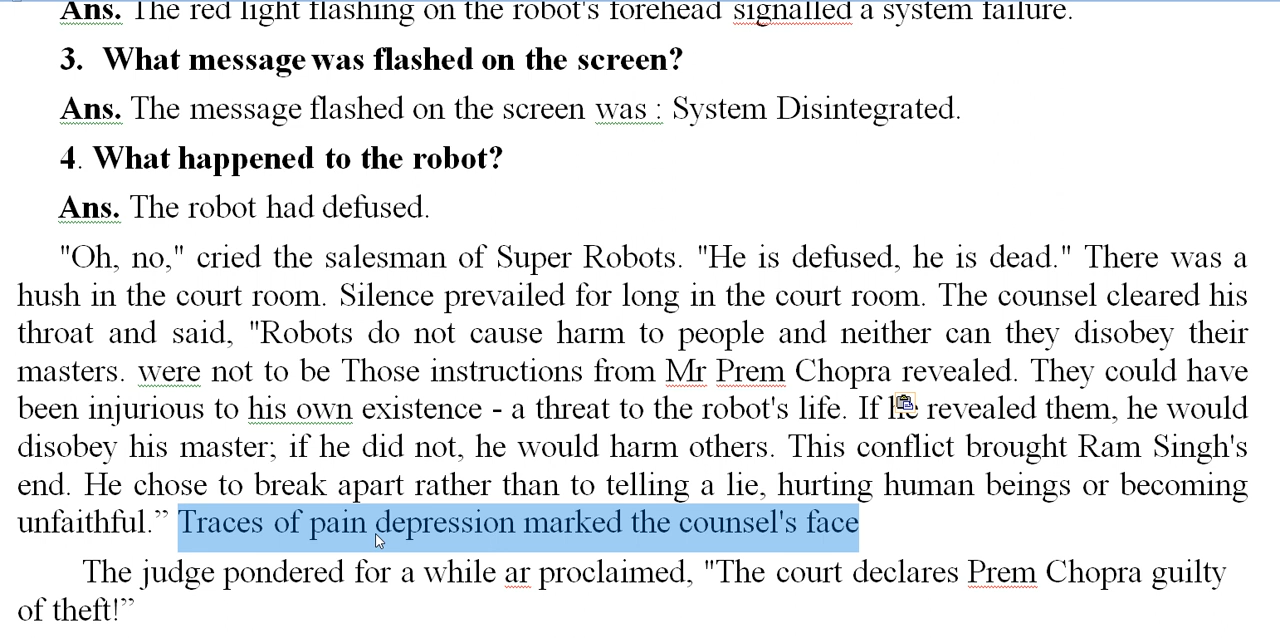 Ans. The red light flashing on the robot's forehead signalled a system failure.
3. What message was flashed on the screen?
Ans. The message flashed on the screen was : System Disintegrated.
4. What happened to the robot?
Ans. The robot had defused.
"Oh, no," cried the salesman of Super Robots. "He is defused, he is dead." There was a
hush in the court room. Silence prevailed for long in the court room. The counsel cleared his
throat and said, "Robots do not cause harm to people and neither can they disobey their
masters. were not to be Those instructions from Mr Prem Chopra revealed. They could have
been injurious to his own existence - a threat to the robot's life. If he revealed them, he would
disobey his master; if he did not, he would harm others. This conflict brought Ram Singh's
end. He chose to break apart rather than to telling a lie, hurting human beings or becoming
unfaithful.” Traces of pain depression marked the counsel's face
The judge pondered for a while ar proclaimed, "The court declares Prem Chopra guilty
of theft!”